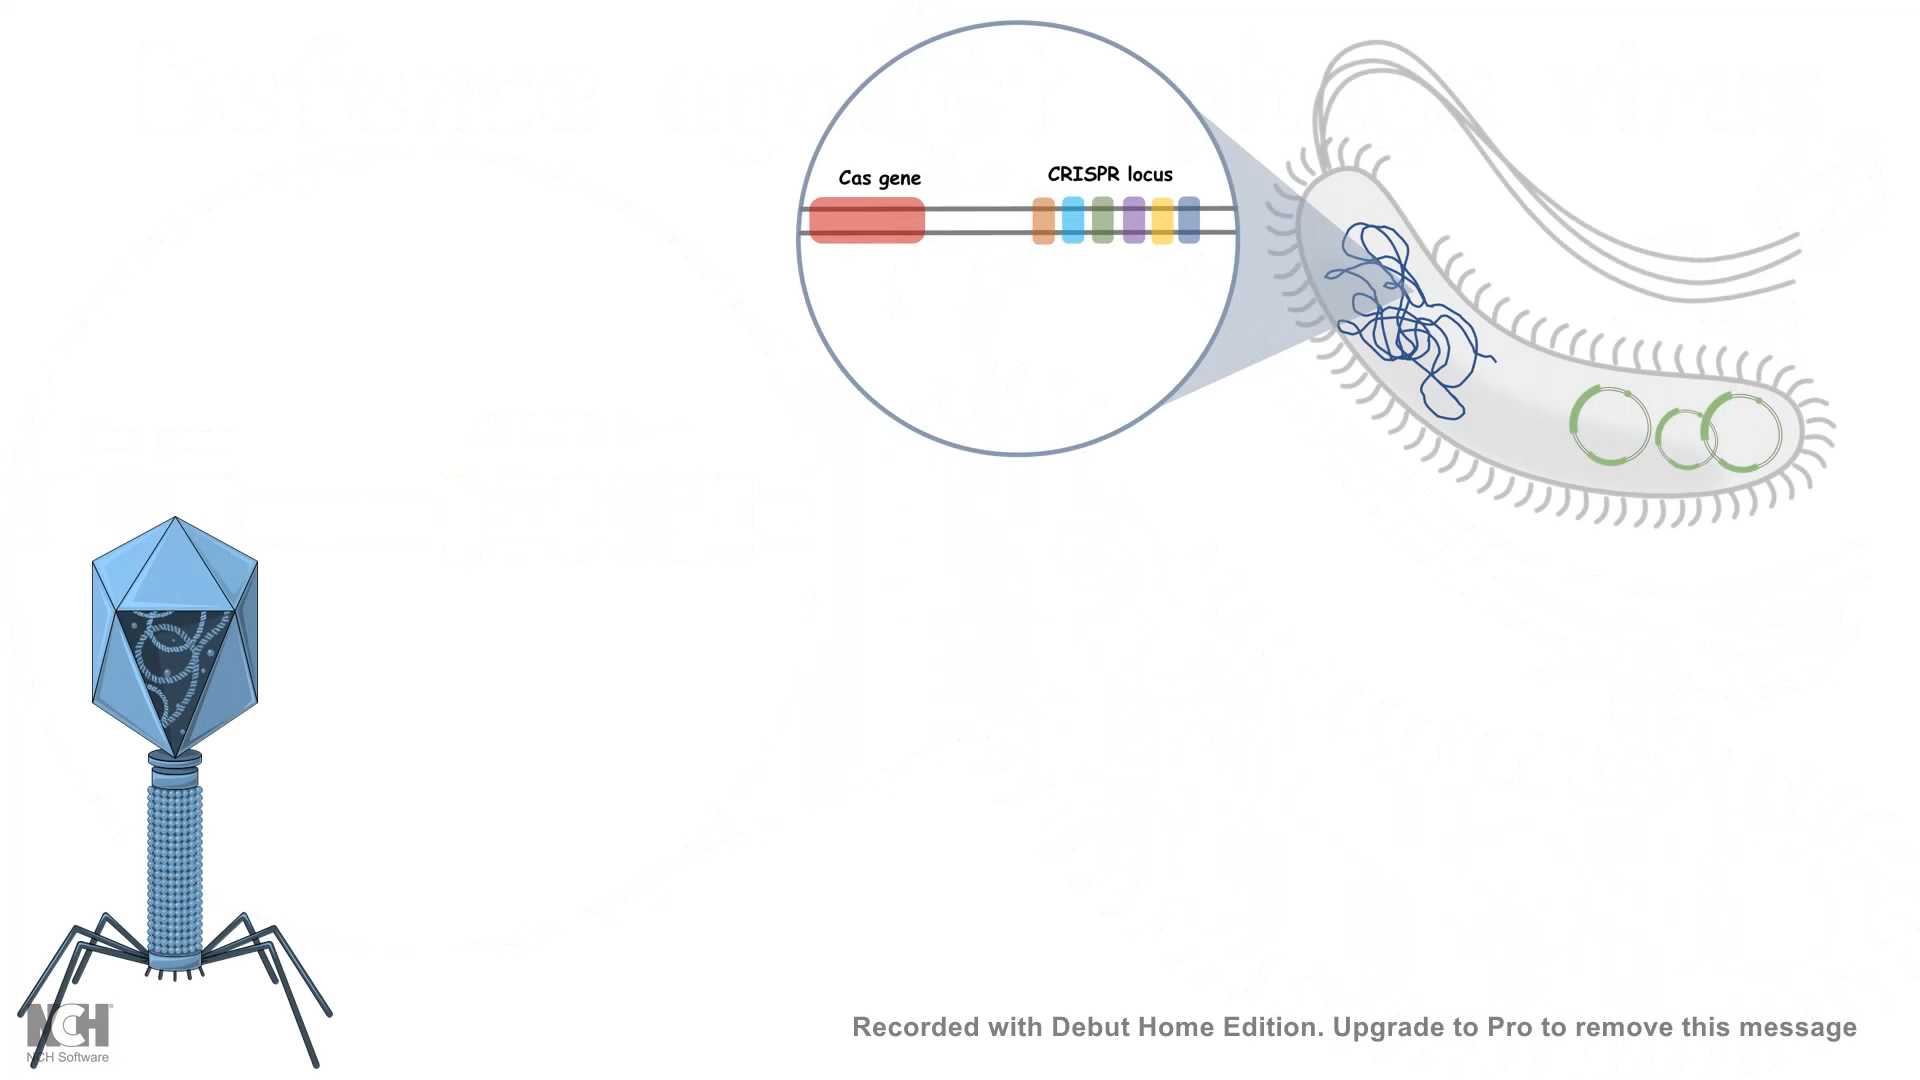 Cas gene
CRISPR locus
NCH
NCH Software
Recorded with Debut Home Edition. Upgrade to Pro to remove this message